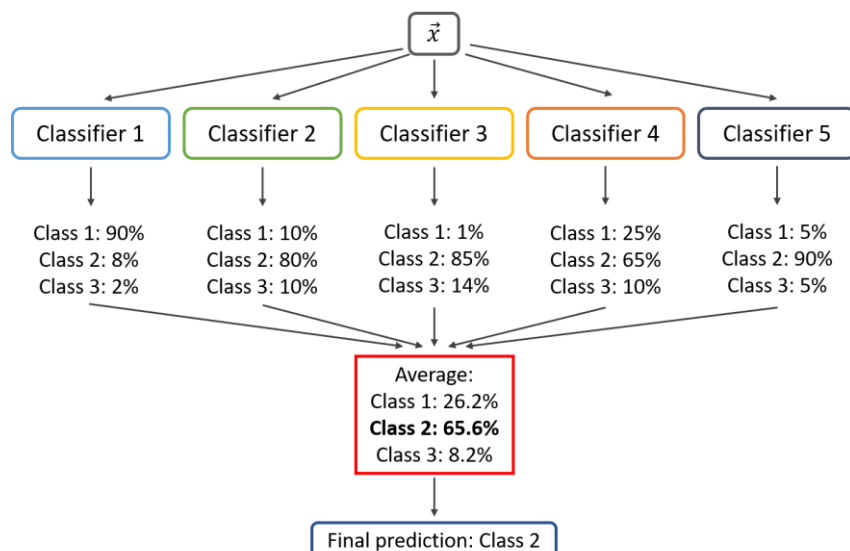 x⃗
Classifier 1
Classifier 2
Classifier 3
Classifier 4
Classifier 5
Class 1: 90%
Class 2: 8%
Class 3: 2%
Class 1: 10%
Class 2: 80%
Class 3: 10%
Class 1: 1%
Class 2: 85%
Class 3: 14%
Class 1: 25%
Class 2: 65%
Class 3: 10%
Class 1: 5%
Class 2: 90%
Class 3: 5%
Average:
Class 1: 26.2%
Class 2: 65.6%
Class 3: 8.2%
Final prediction: Class 2